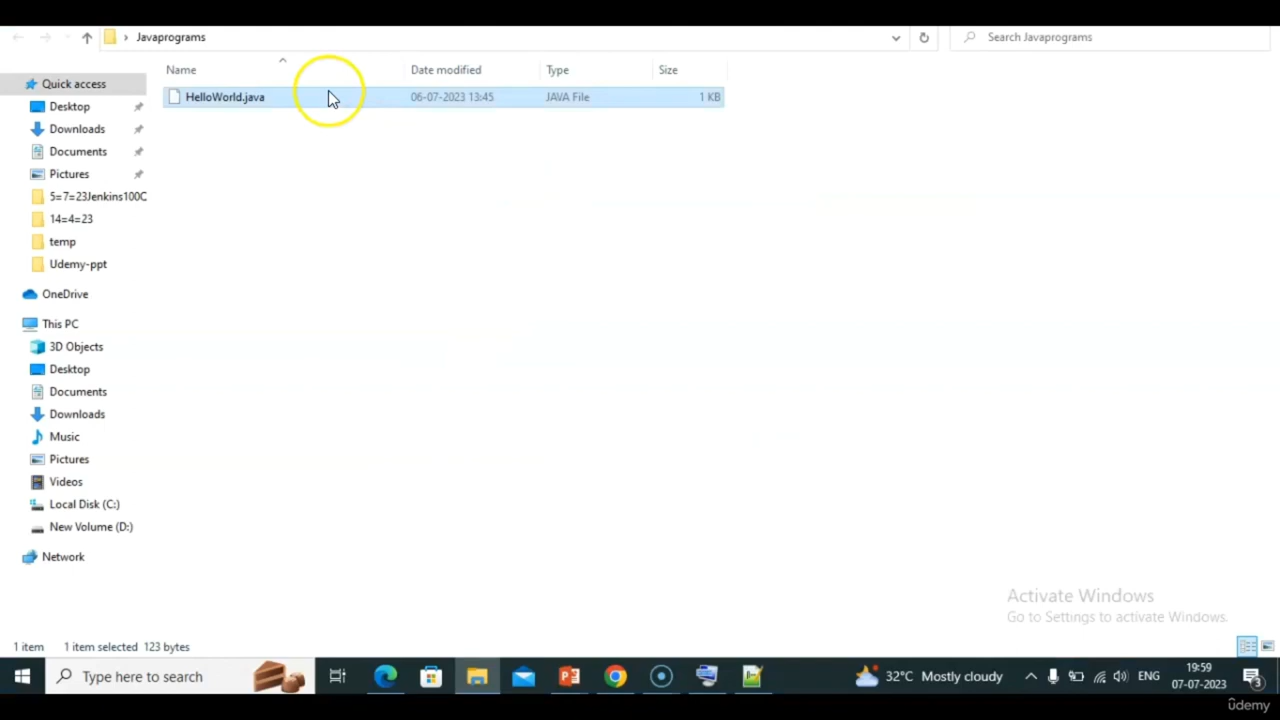 Javaprograms
Search Javaprograms
Name
Date modified
Type
Size
HelloWorld.java
06-07-2023 13:45
JAVA File
1 KB
Quick access
Desktop
Downloads
Documents
Pictures
5=7=23Jenkins100C
14=4=23
temp
Udemy-ppt
OneDrive
This PC
3D Objects
Desktop
Documents
Downloads
Music
Pictures
Videos
Local Disk (C:)
New Volume (D:)
Network
Activate Windows
Go to Settings to activate Windows.
1 item
1 item selected 123 bytes
Type here to search
32°C Mostly cloudy
ENG
19:59
07-07-2023
3
ûdemy